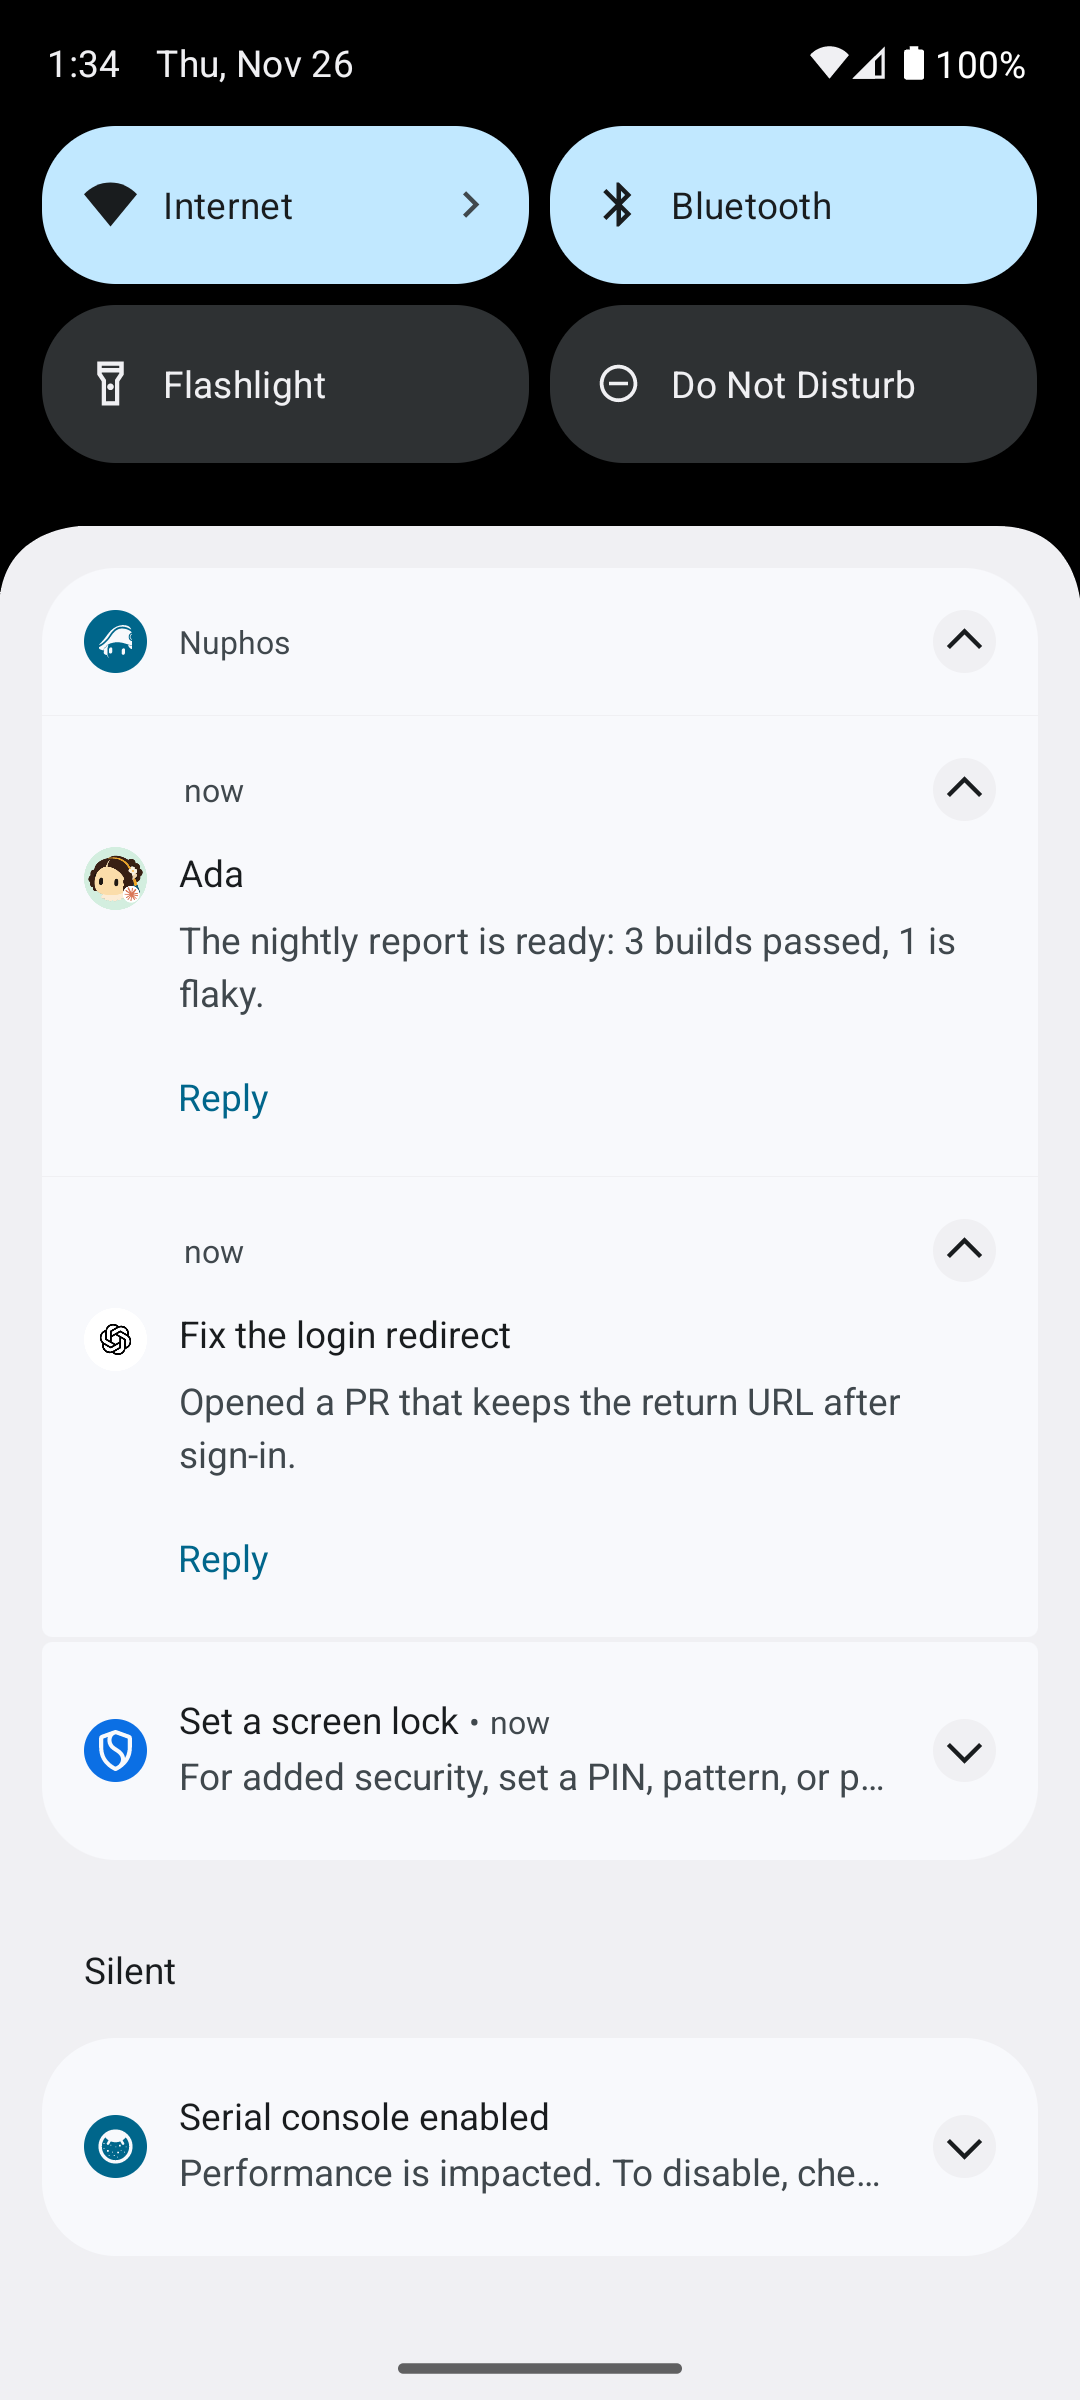 1:34 Thu, Nov 26 100%
Internet
Bluetooth
Flashlight
Do Not Disturb
Nuphos
now
Ada
The nightly report is ready: 3 builds passed, 1 is
flaky.
Reply
now
Fix the login redirect
Opened a PR that keeps the return URL after
sign-in.
Reply
Set a screen lock • now
For added security, set a PIN, pattern, or p…
Silent
Serial console enabled
Performance is impacted. To disable, che…